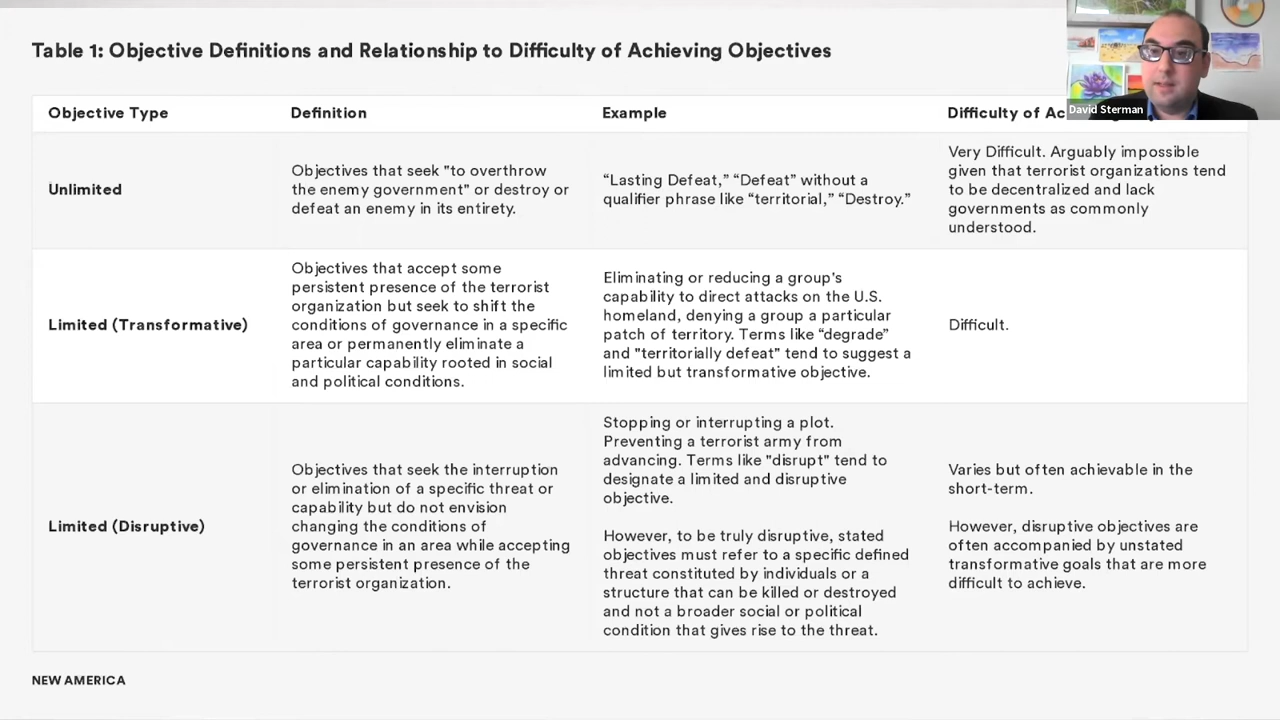 Table 1: Objective Definitions and Relationship to Difficulty of Achieving Objectives
David Sterman
Objective Type
Definition
Example
Difficulty of
Unlimited
Objectives that seek "to overthrow
the enemy government" or destroy or
defeat an enemy in its entirety.
“Lasting Defeat,” “Defeat” without a
qualifier phrase like “territorial,” “Destroy.”
Very Difficult. Arguably impossible
given that terrorist organizations tend
to be decentralized and lack
governments as commonly
understood.
Limited (Transformative)
Objectives that accept some
persistent presence of the terrorist
organization but seek to shift the
conditions of governance in a specific
area or permanently eliminate a
particular capability rooted in social
and political conditions.
Eliminating or reducing a group's
capability to direct attacks on the U.S.
homeland, denying a group a particular
patch of territory. Terms like “degrade”
and "territorially defeat" tend to suggest a
limited but transformative objective.
Difficult.
Limited (Disruptive)
Objectives that seek the interruption
or elimination of a specific threat or
capability but do not envision
changing the conditions of
governance in an area while accepting
some persistent presence of the
terrorist organization.
Stopping or interrupting a plot.
Preventing a terrorist army from
advancing. Terms like "disrupt" tend to
designate a limited and disruptive
objective.
However, to be truly disruptive, stated
objectives must refer to a specific defined
threat constituted by individuals or a
structure that can be killed or destroyed
and not a broader social or political
condition that gives rise to the threat.
Varies but often achievable in the
short-term.
However, disruptive objectives are
often accompanied by unstated
transformative goals that are more
difficult to achieve.
NEW AMERICA